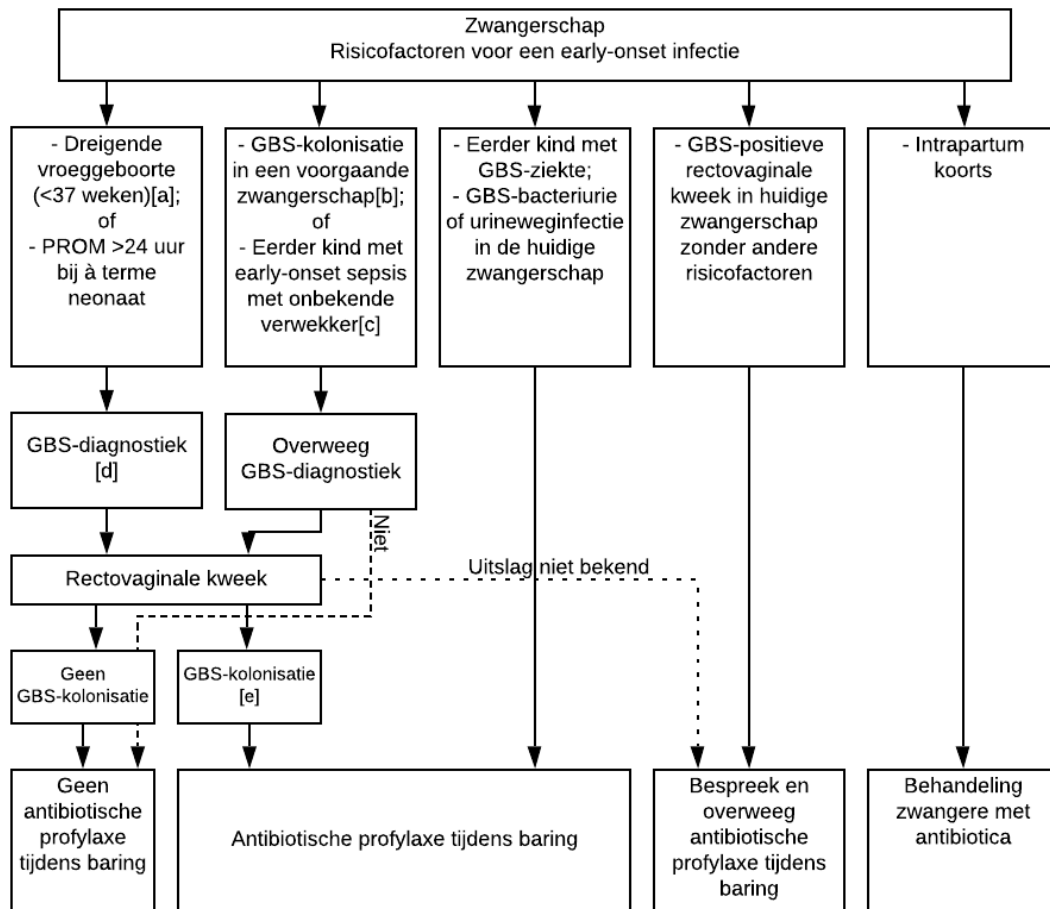 Zwangerschap
Risicofactoren voor een early-onset infectie
- Dreigende
vroeggeboorte
(<37 weken)[a];
of
- PROM >24 uur
bij à terme
neonaat
- GBS-kolonisatie
in een voorgaande
zwangerschap[b];
of
- Eerder kind met
early-onset sepsis
met onbekende
verwekker[c]
- Eerder kind met
GBS-ziekte;
- GBS-bacteriurie
of urineweginfectie
in de huidige
zwangerschap
- GBS-positieve
rectovaginale
kweek in huidige
zwangerschap
zonder andere
risicofactoren
- Intrapartum
koorts
GBS-diagnostiek
[d]
Overweeg
GBS-diagnostiek
Niet
Rectovaginale kweek
Uitslag niet bekend
Geen
GBS-kolonisatie
GBS-kolonisatie
[e]
Geen
antibiotische
profylaxe
tijdens baring
Antibiotische profylaxe tijdens baring
Bespreek en
overweeg
antibiotische
profylaxe tijdens
baring
Behandeling
zwangere met
antibiotica